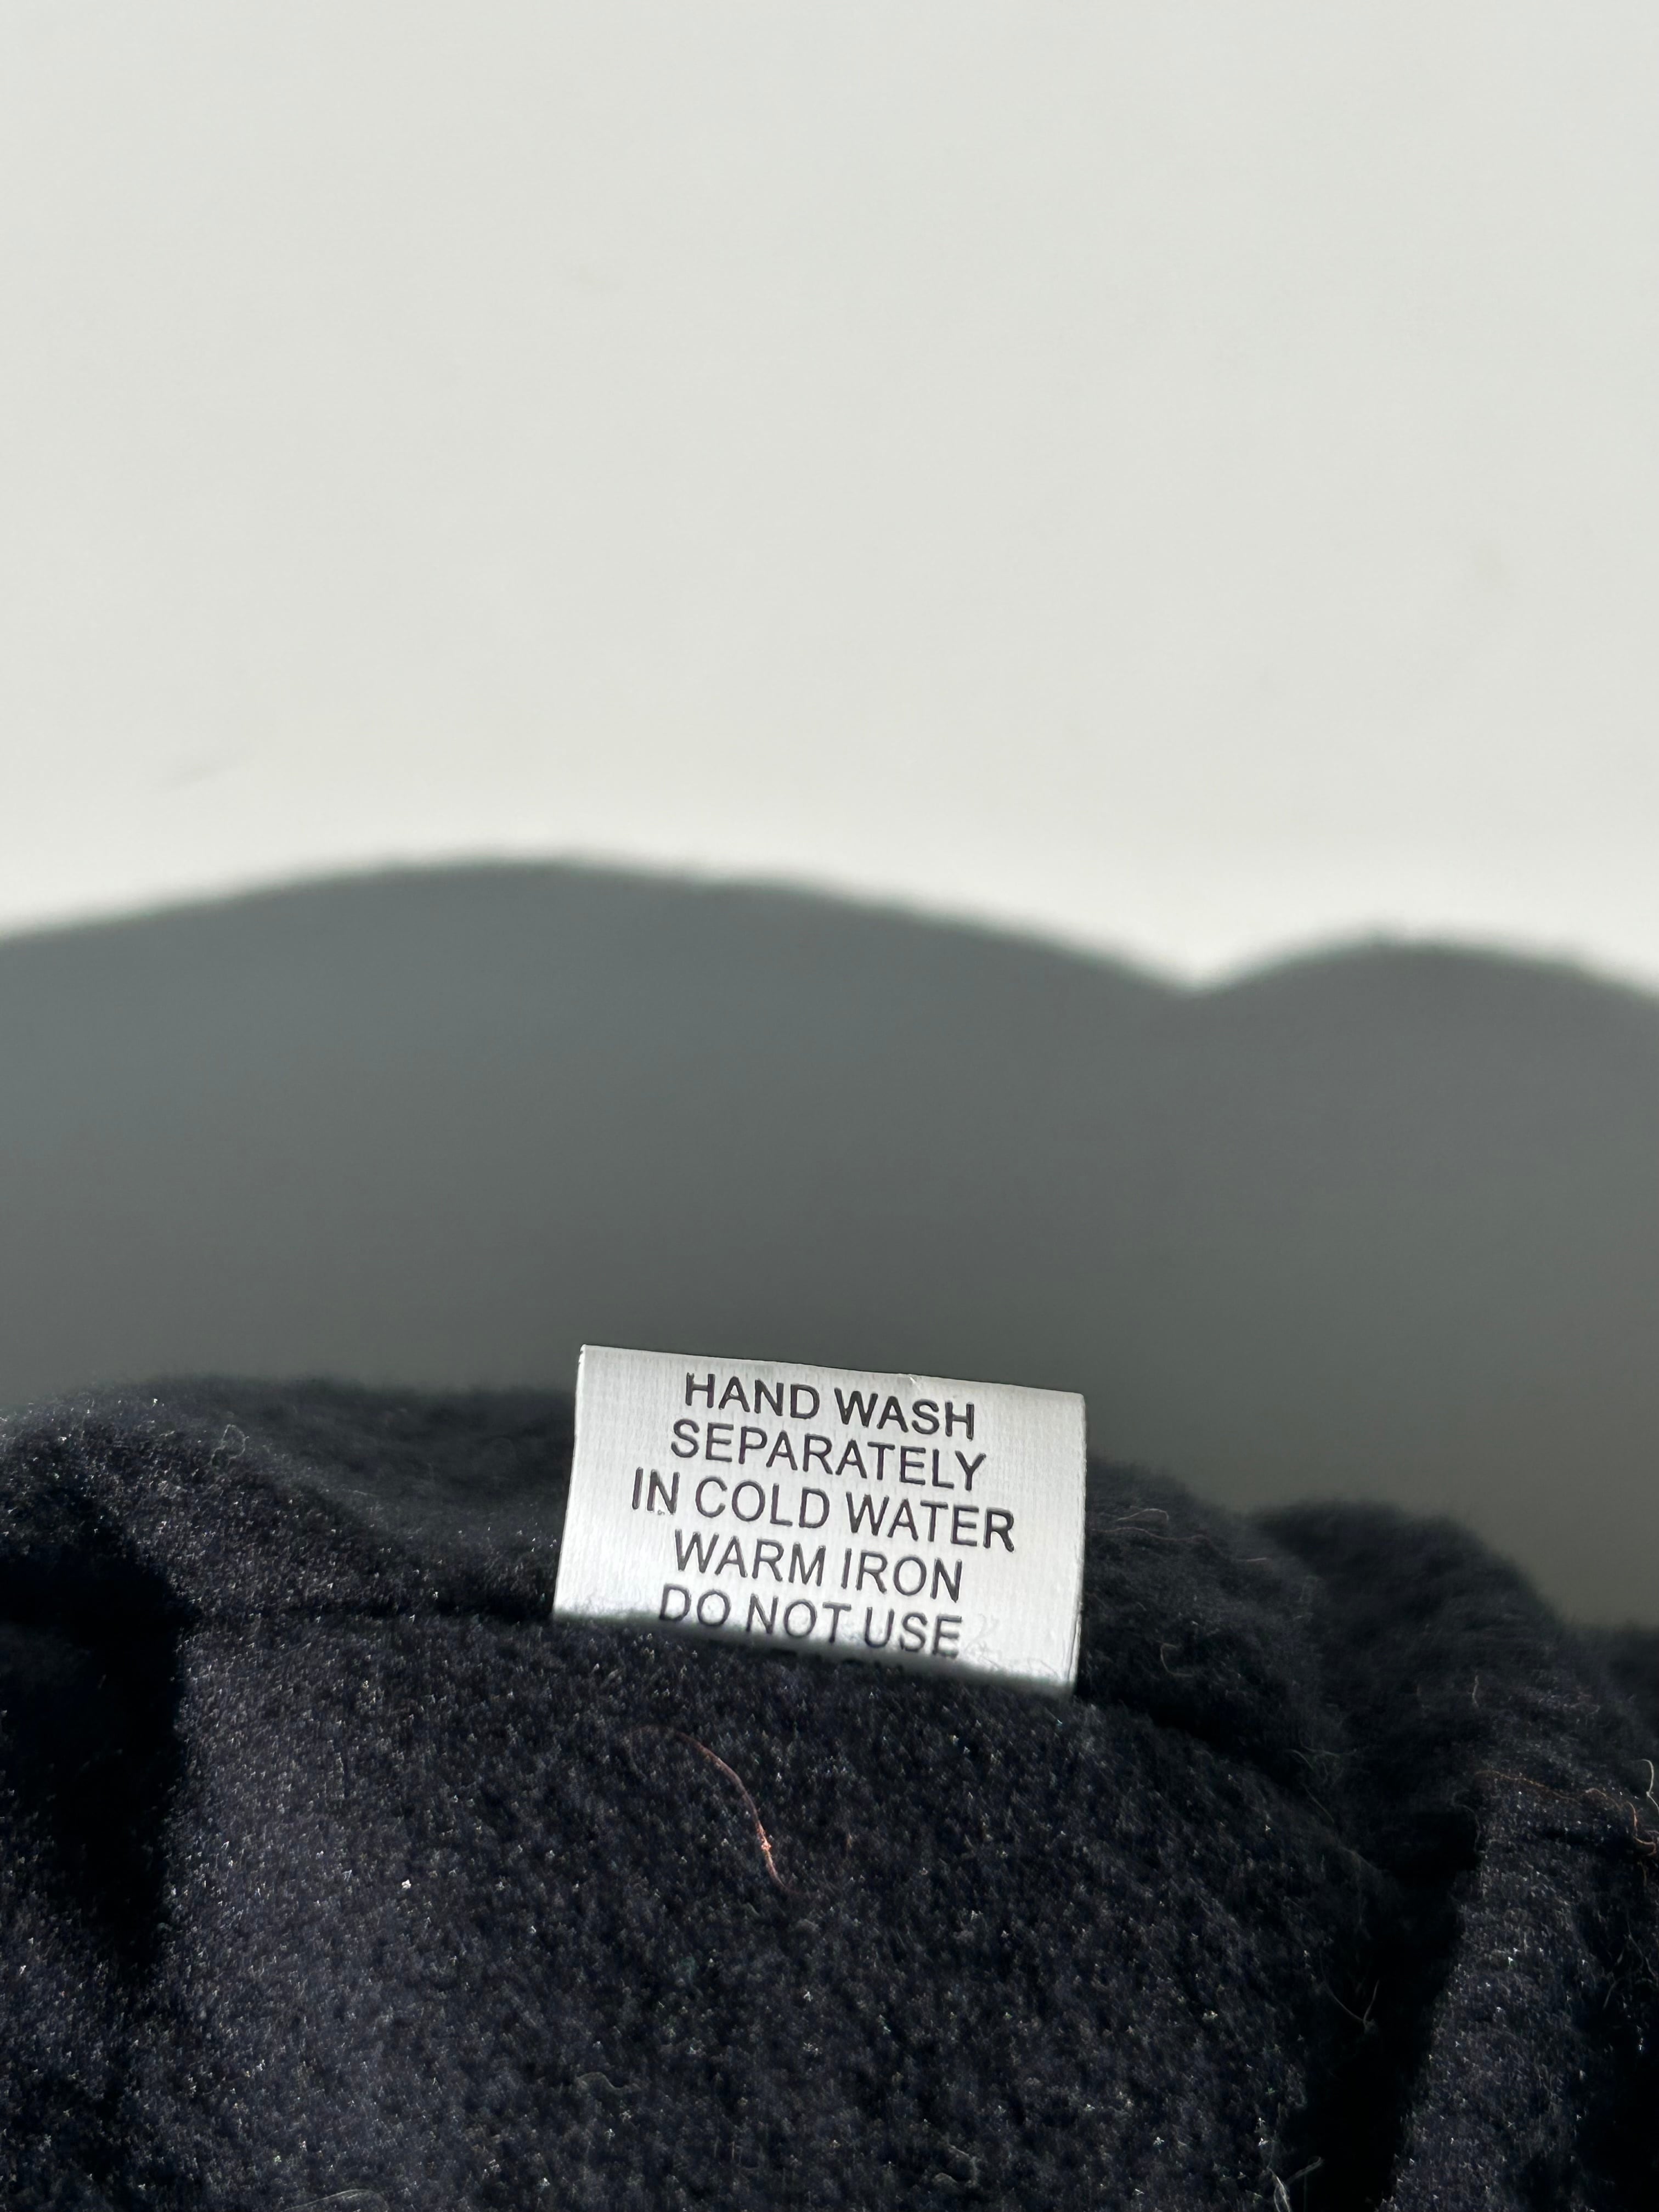 HAND WASH
SEPARATELY
IN COLD WATER
WARM IRON
DO NOT USE